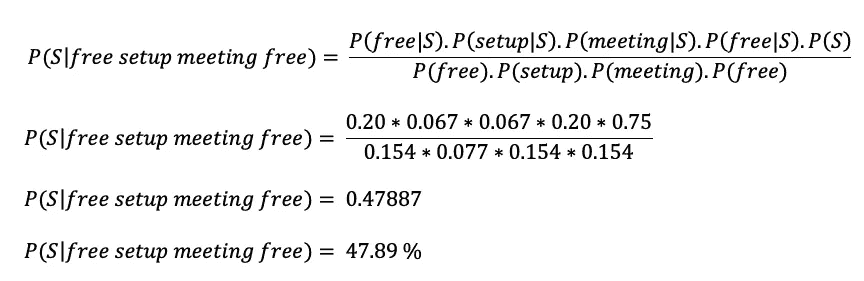 P(S|free setup meeting free) = P(free|S). P(setup|S). P(meeting|S). P(free|S). P(S) / P(free). P(setup). P(meeting). P(free)
P(S|free setup meeting free) = 0.20 * 0.067 * 0.067 * 0.20 * 0.75 / 0.154 * 0.077 * 0.154 * 0.154
P(S|free setup meeting free) = 0.47887
P(S|free setup meeting free) = 47.89 %